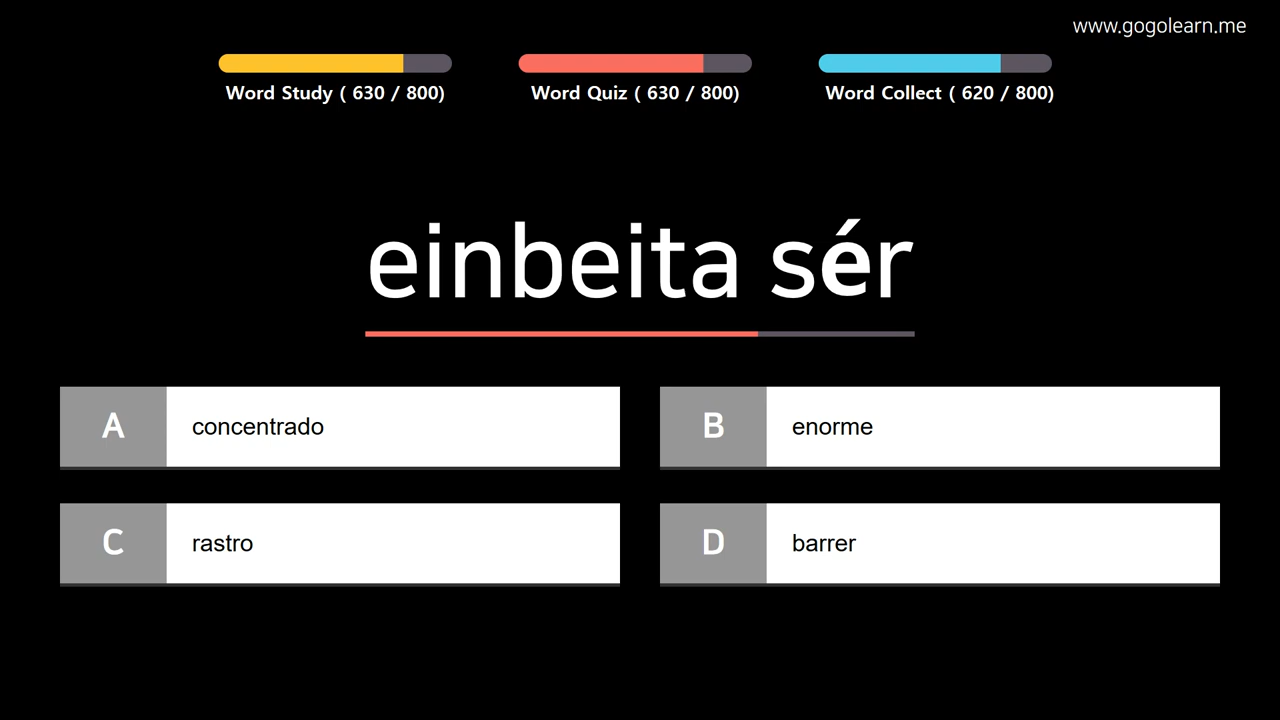 www.gogolearn.me
Word Study ( 630 / 800)
Word Quiz ( 630 / 800)
Word Collect ( 620 / 800)
einbeita sér
A concentrado
B enorme
C rastro
D barrer